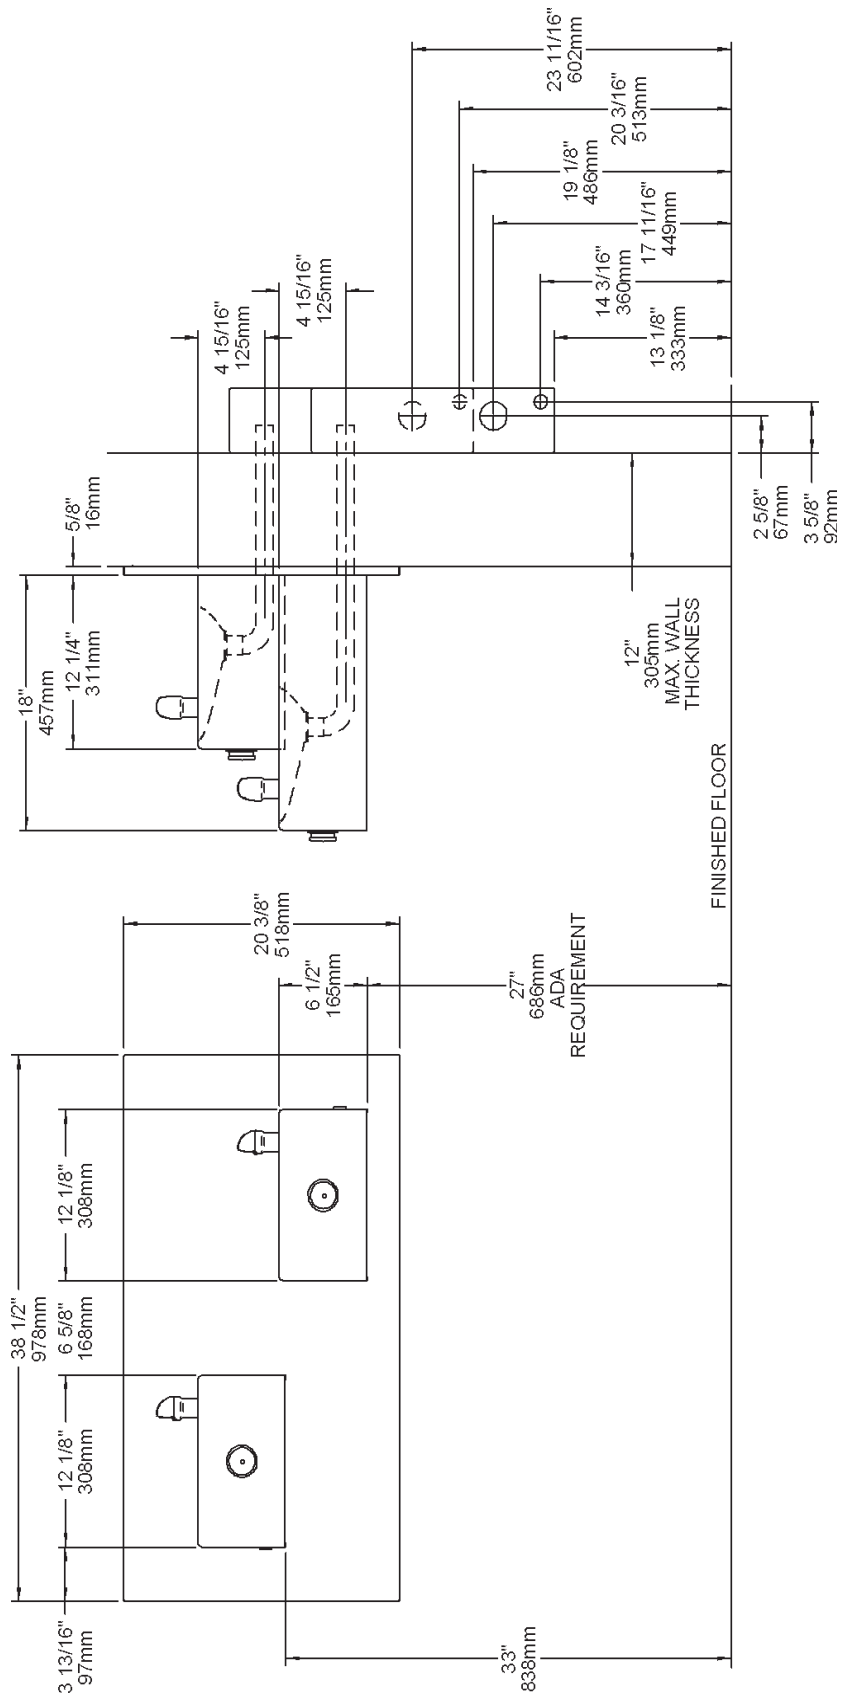 38 1/2"
978mm
3 13/16"
97mm
12 1/8"
308mm
6 5/8"
168mm
12 1/8"
308mm
20 3/8"
518mm
6 1/2"
165mm
33"
838mm
27"
686mm
ADA
REQUIREMENT
FINISHED FLOOR
18"
457mm
12 1/4"
311mm
5/8"
16mm
4 15/16"
125mm
4 15/16"
125mm
12"
305mm
MAX. WALL
THICKNESS
23 11/16"
602mm
20 3/16"
513mm
19 1/8"
486mm
17 11/16"
449mm
14 3/16"
360mm
13 1/8"
333mm
2 5/8"
67mm
3 5/8"
92mm